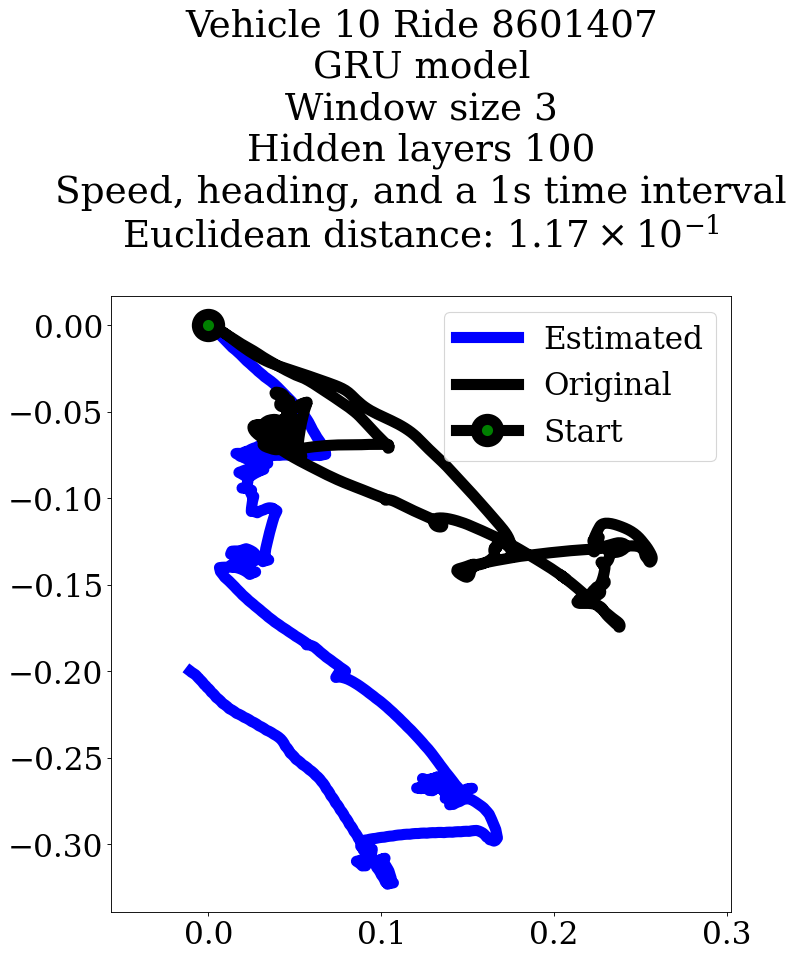 Vehicle 10 Ride 8601407
GRU model
Window size 3
Hidden layers 100
Speed, heading, and a 1s time interval
Euclidean distance: 1.17 × 10⁻¹
Estimated
Original
Start
0.00
−0.05
−0.10
−0.15
−0.20
−0.25
−0.30
0.0
0.1
0.2
0.3